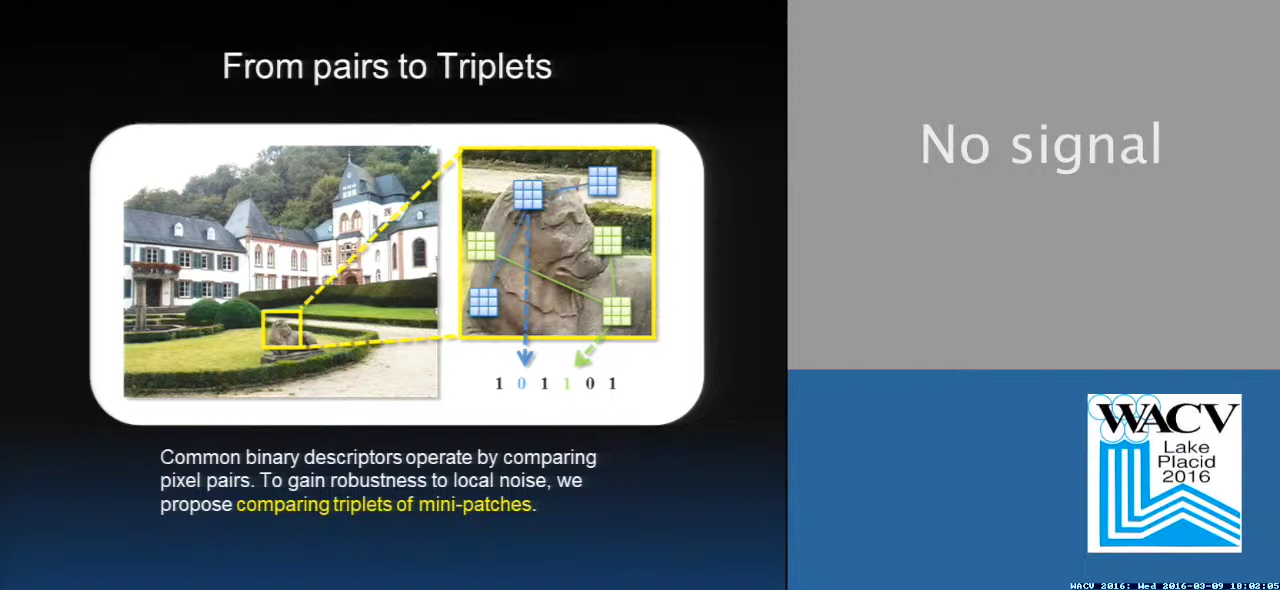 From pairs to Triplets
1 0 1 1 0 1
Common binary descriptors operate by comparing
pixel pairs. To gain robustness to local noise, we
propose comparing triplets of mini-patches.
No signal
WACV
Lake
Placid
2016
WACV 2016: Wed 2016-03-09 18:02:05